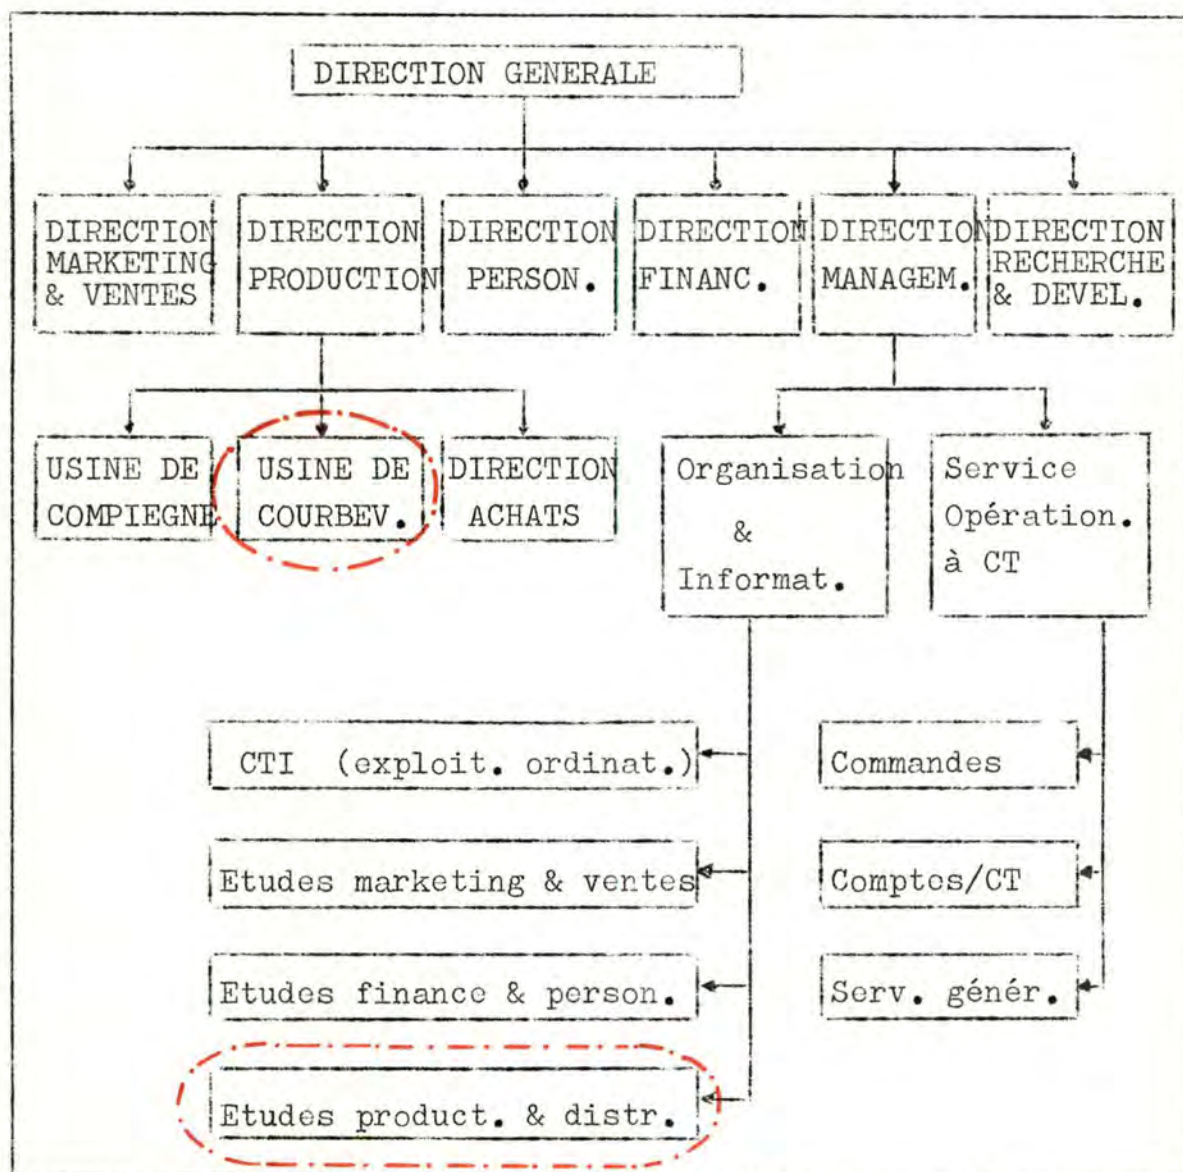 DIRECTION GENERALE
DIRECTION
MARKETING
& VENTES
DIRECTION
PRODUCTION
DIRECTION
PERSON.
DIRECTION
FINANC.
DIRECTION
MANAGEM.
DIRECTION
RECHERCHE
& DEVEL.
USINE DE
COMPIEGNE
USINE DE
COURBEV.
DIRECTION
ACHATS
Organisation
&
Informat.
Service
Opération.
à CT
CTI (exploit. ordinat.)
Etudes marketing & ventes
Etudes finance & person.
Etudes product. & distr.
Commandes
Comptes/CT
Serv. génér.